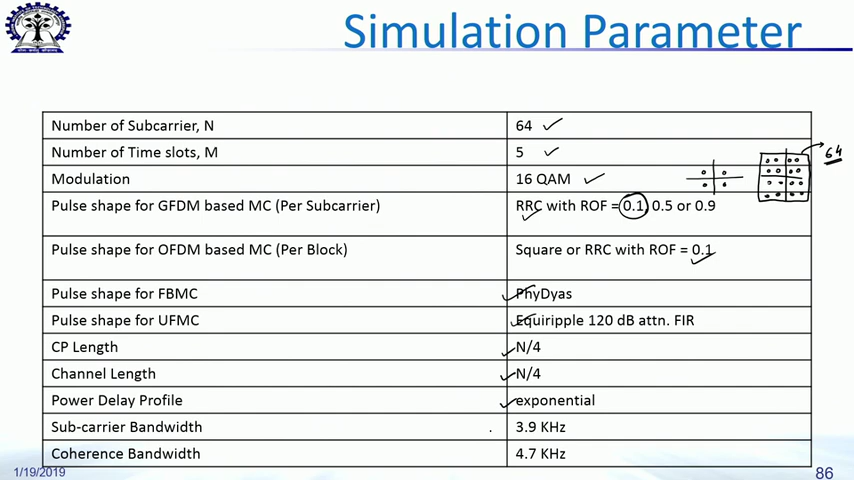 Simulation Parameter
Number of Subcarrier, N 64
Number of Time slots, M 5
64
Modulation 16 QAM
Pulse shape for GFDM based MC (Per Subcarrier) RRC with ROF = 0.1, 0.5 or 0.9
Pulse shape for OFDM based MC (Per Block) Square or RRC with ROF = 0.1
Pulse shape for FBMC PhyDyas
Pulse shape for UFMC Equiripple 120 dB attn. FIR
CP Length N/4
Channel Length N/4
Power Delay Profile exponential
Sub-carrier Bandwidth 3.9 KHz
Coherence Bandwidth 4.7 KHz
1/19/2019 86